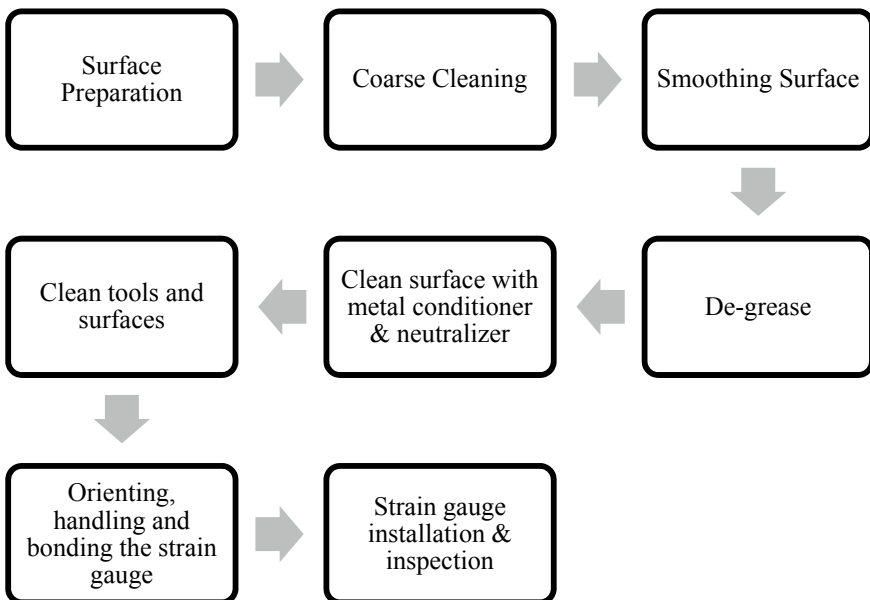 Surface
Preparation
Coarse Cleaning
Smoothing Surface
De-grease
Clean surface with
metal conditioner
& neutralizer
Clean tools and
surfaces
Orienting,
handling and
bonding the strain
gauge
Strain gauge
installation &
inspection